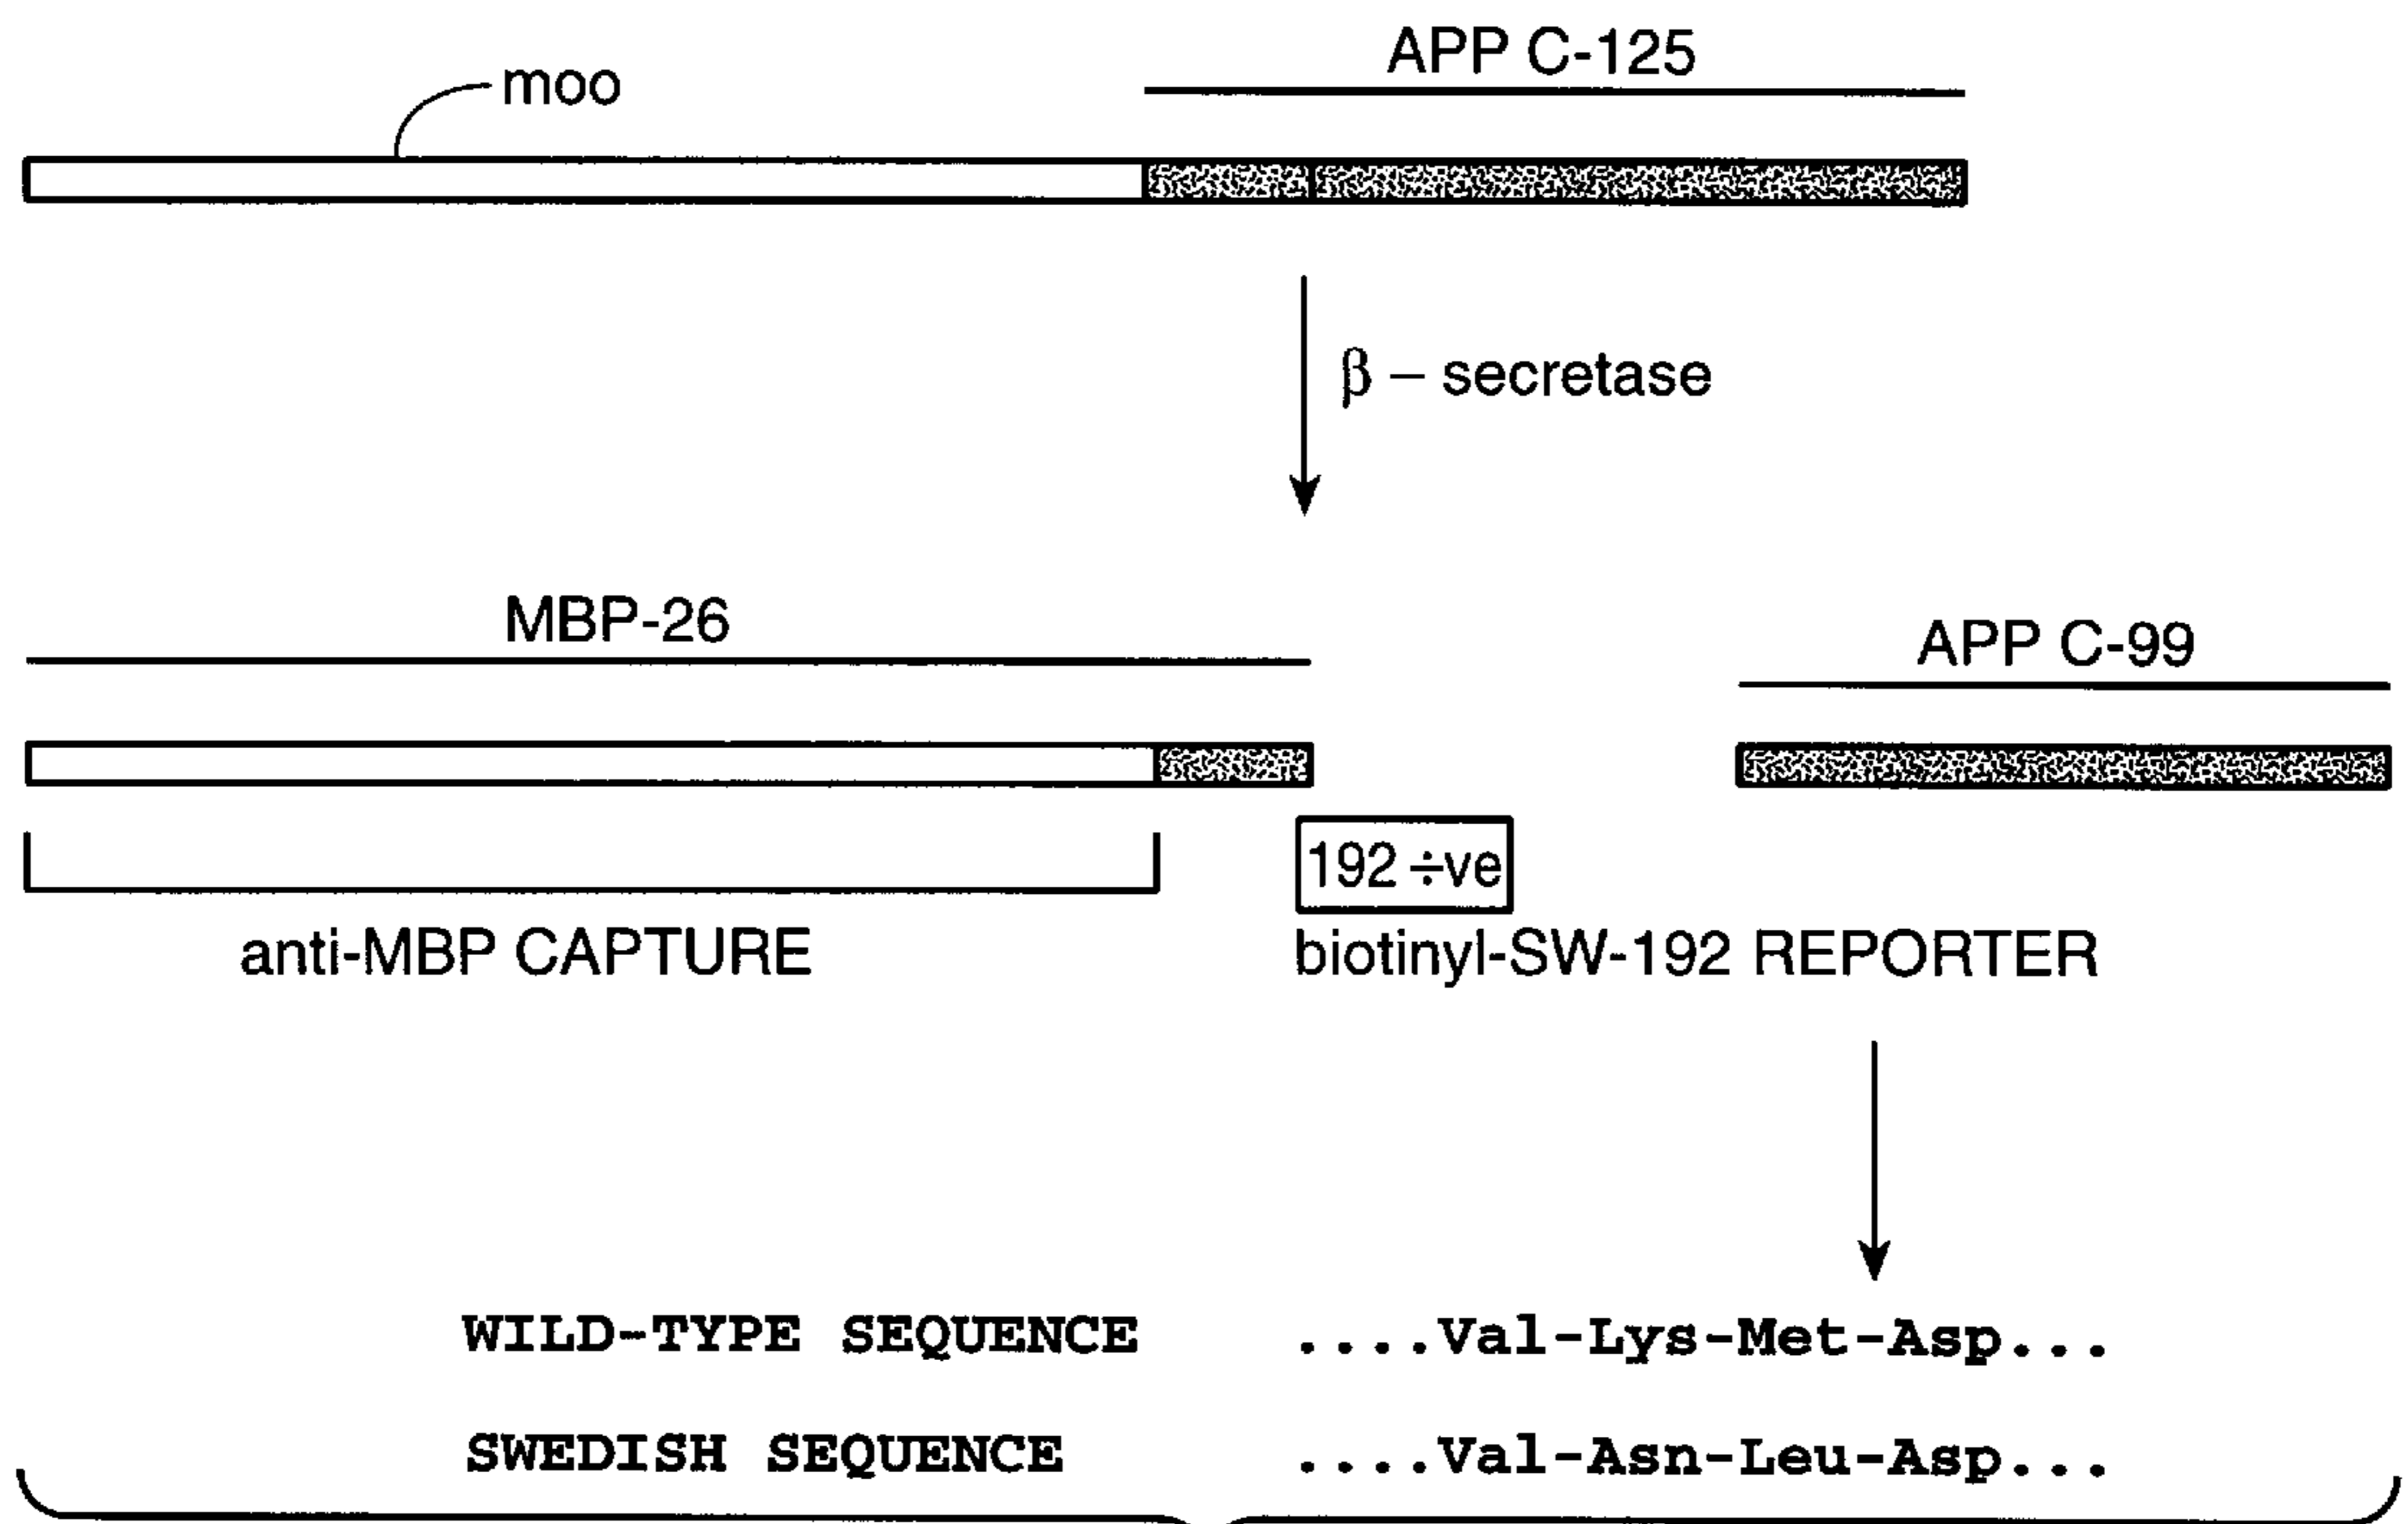 APP C-125
moo
β – secretase
MBP-26
APP C-99
192 ÷ve
anti-MBP CAPTURE
biotinyl-SW-192 REPORTER
WILD-TYPE SEQUENCE ....Val-Lys-Met-Asp...
SWEDISH SEQUENCE ....Val-Asn-Leu-Asp...